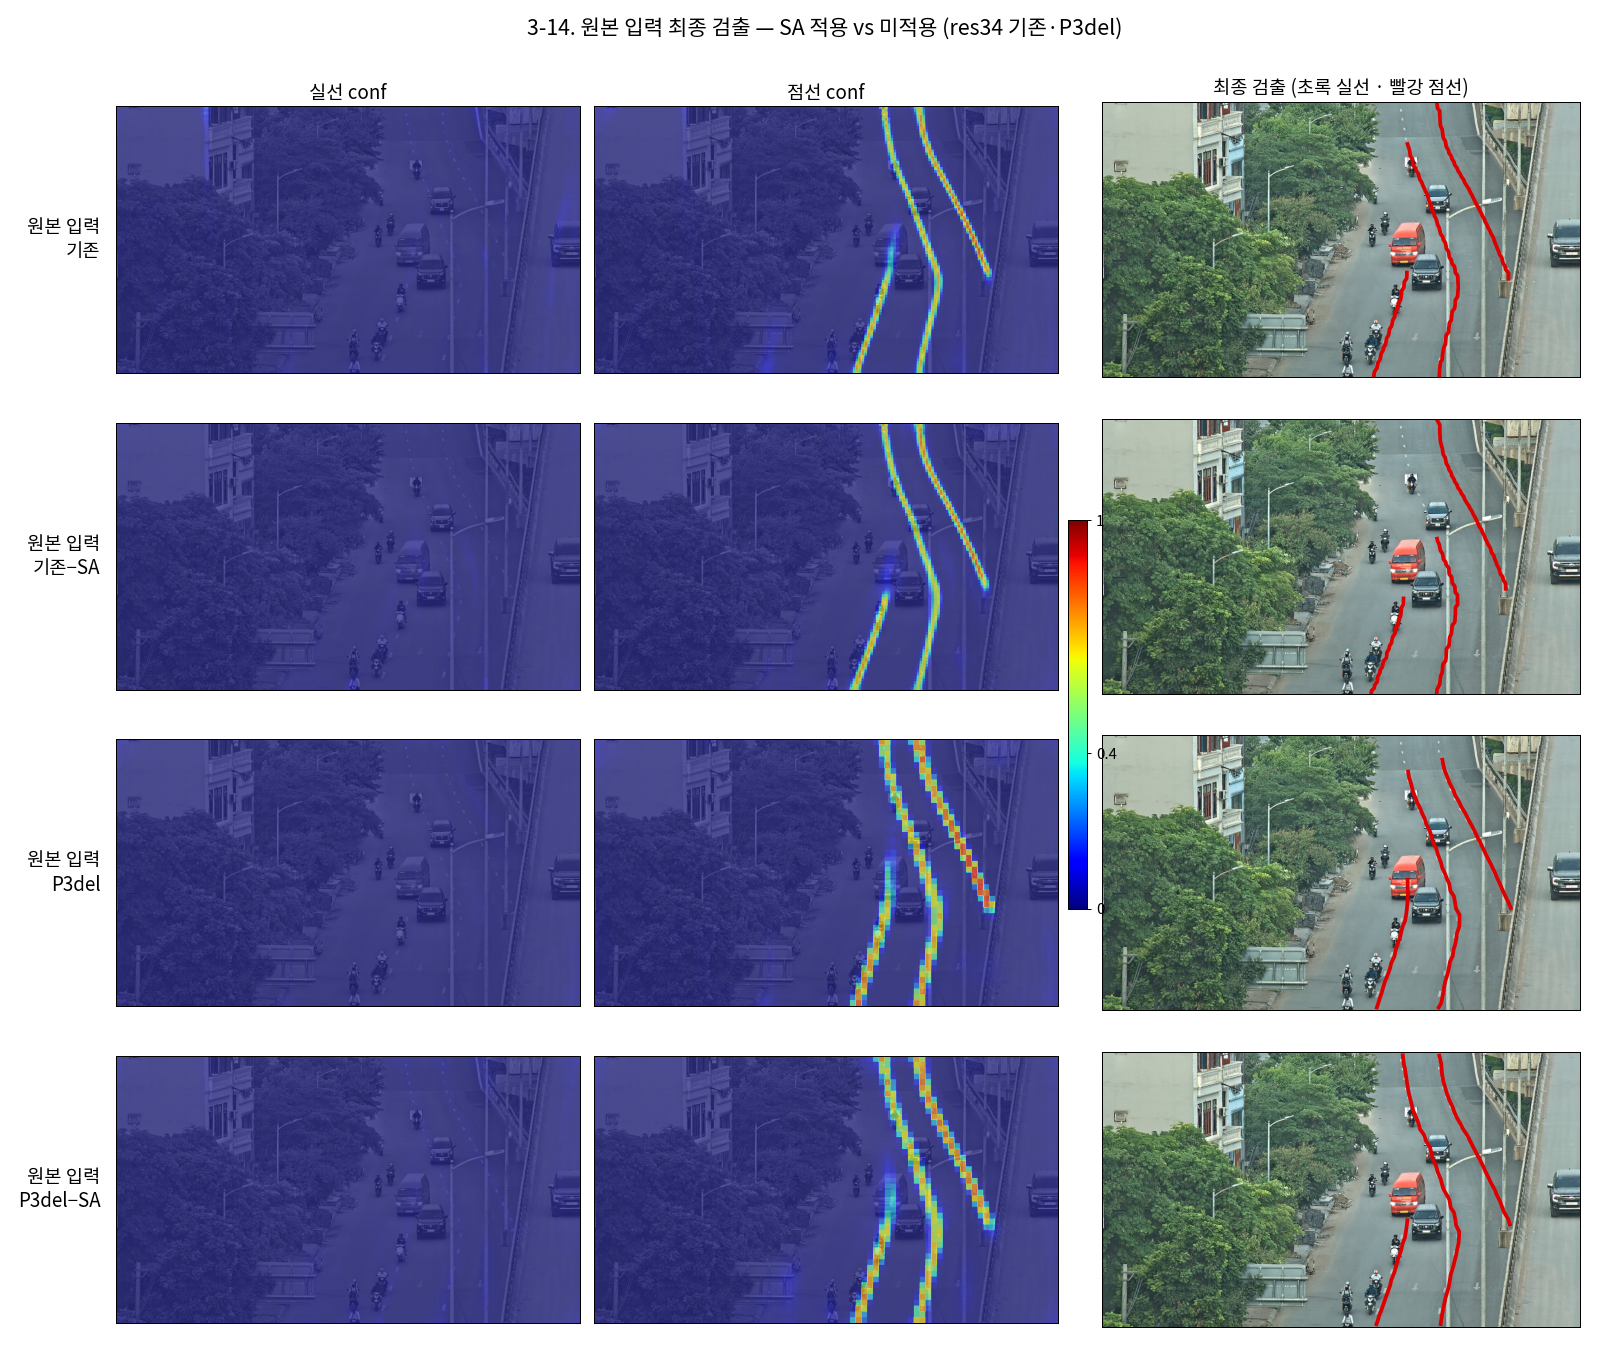 3-14. 원본 입력 최종 검출 — SA 적용 vs 미적용 (res34 기존·P3del)
실선 conf
점선 conf
최종 검출 (초록 실선 · 빨강 점선)
원본 입력
기존
원본 입력
기존−SA
1
0.4
0
원본 입력
P3del
원본 입력
P3del−SA